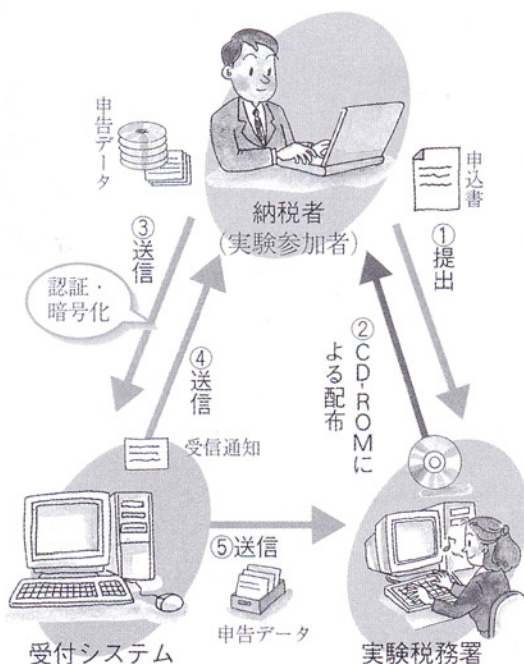 申告データ
申込書
納税者
(実験参加者)
①提出
②CD-ROMに
よる配布
③送信
認証・
暗号化
④送信
受信通知
⑤送信
申告データ
受付システム
実験税務署